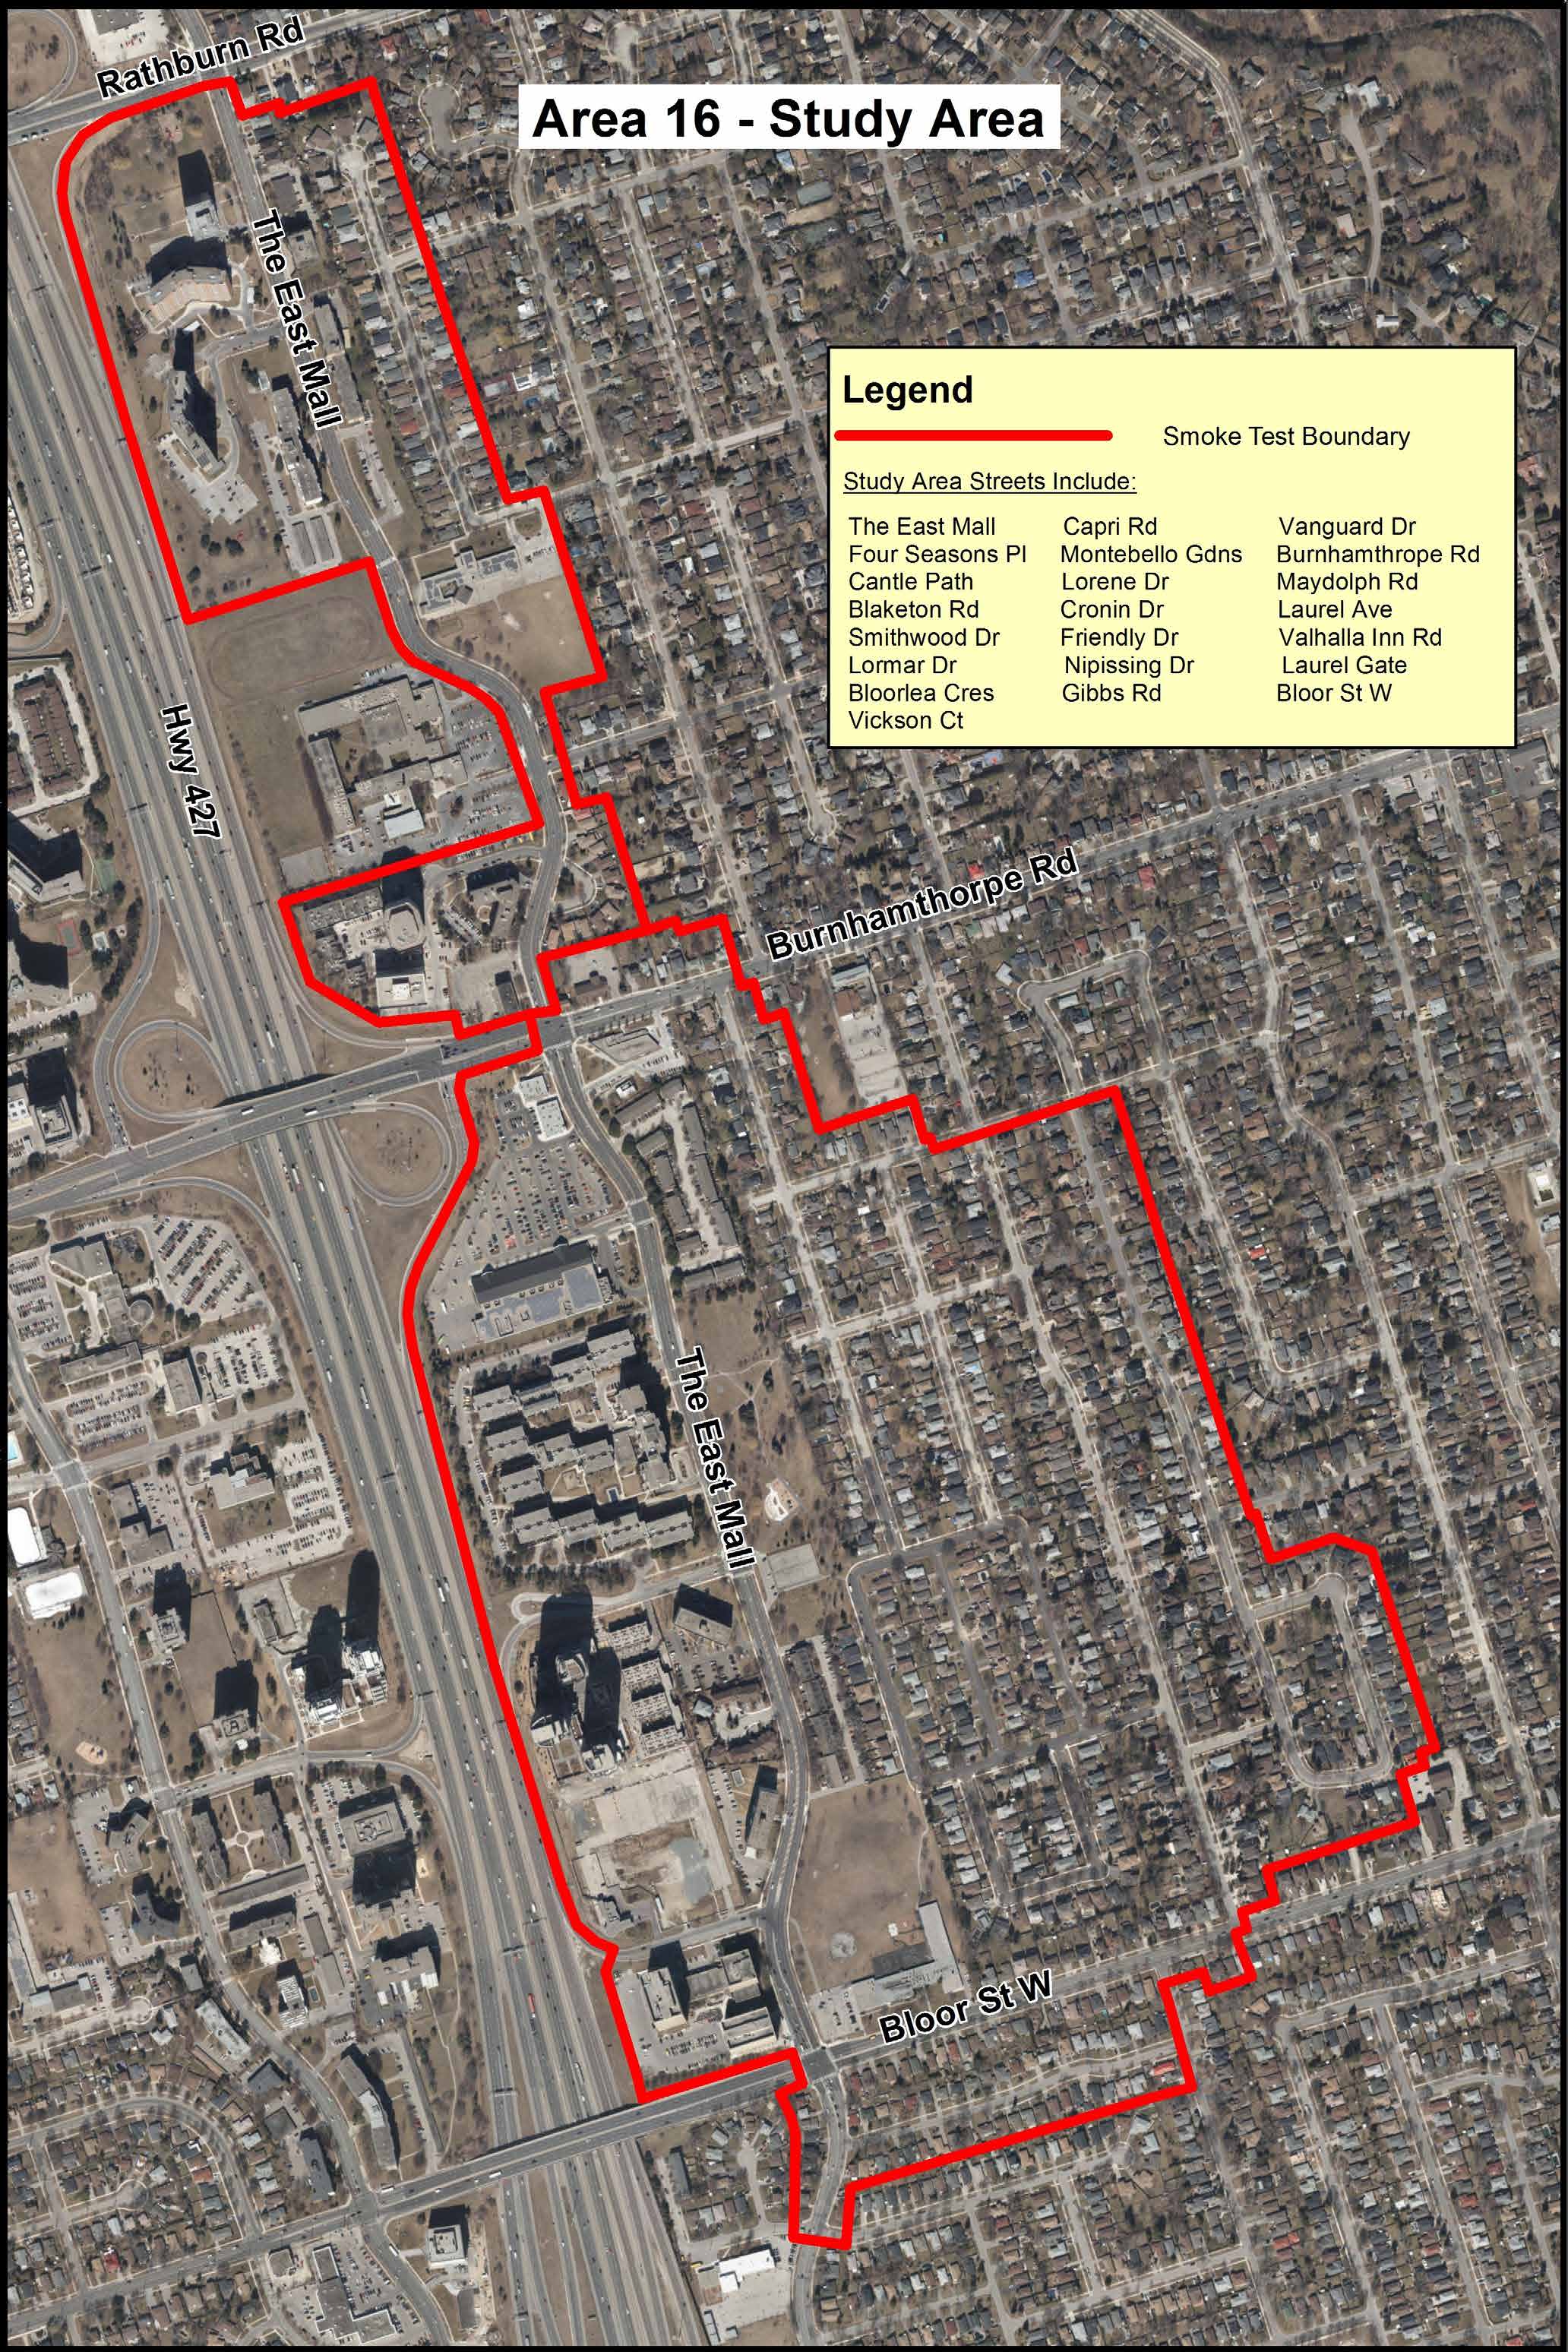 Rathburn Rd
Area 16 - Study Area
The East Mall
Legend
Smoke Test Boundary
Study Area Streets Include:
The East Mall Capri Rd Vanguard Dr
Four Seasons Pl Montebello Gdns Burnhamthrope Rd
Cantle Path Lorene Dr Maydolph Rd
Blaketon Rd Cronin Dr Laurel Ave
Smithwood Dr Friendly Dr Valhalla Inn Rd
Lormar Dr Nipissing Dr Laurel Gate
Bloorlea Cres Gibbs Rd Bloor St W
Vickson Ct
Hwy 427
Burnhamthorpe Rd
The East Mall
Bloor St W